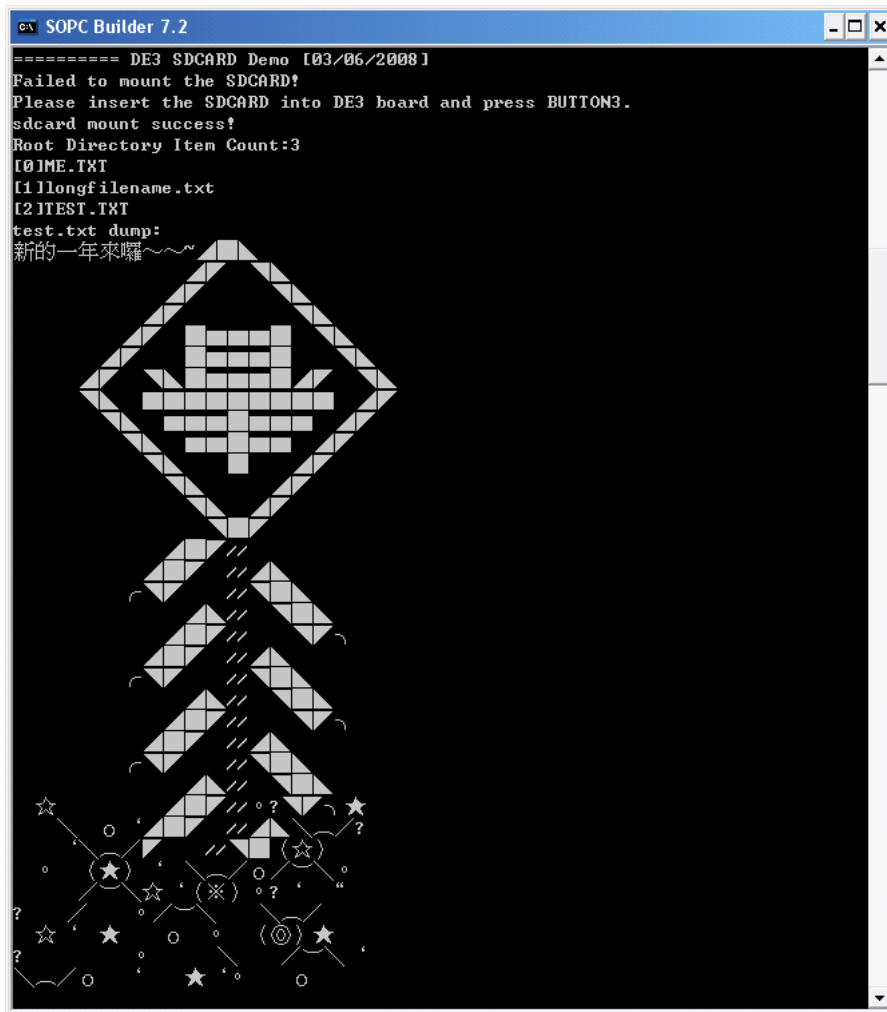 SOPC Builder 7.2
========== DE3 SDCARD Demo [03/06/2008]
Failed to mount the SDCARD!
Please insert the SDCARD into DE3 board and press BUTTON3.
sdcard mount success!
Root Directory Item Count:3
[0]ME.TXT
[1]longfilename.txt
[2]TEST.TXT
test.txt dump:
新的一年來囉～～~